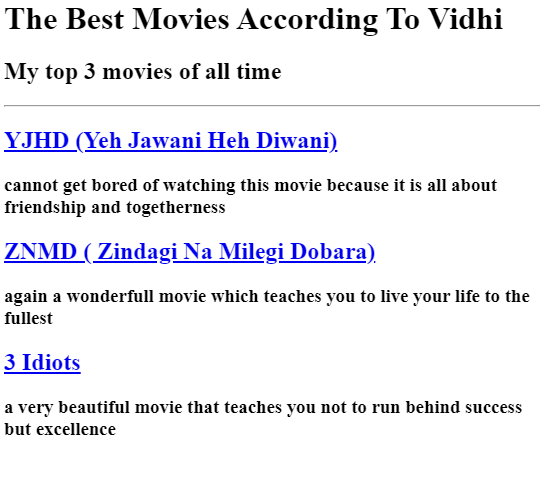 The Best Movies According To Vidhi
My top 3 movies of all time
YJHD (Yeh Jawani Heh Diwani)
cannot get bored of watching this movie because it is all about
friendship and togetherness
ZNMD ( Zindagi Na Milegi Dobara)
again a wonderfull movie which teaches you to live your life to the
fullest
3 Idiots
a very beautiful movie that teaches you not to run behind success
but excellence